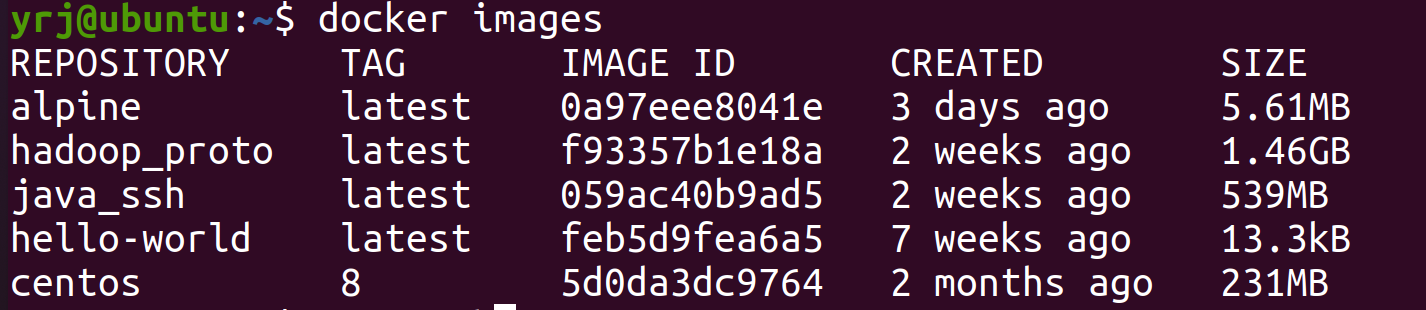 yrj@ubuntu:~$ docker images
REPOSITORY TAG IMAGE ID CREATED SIZE
alpine latest 0a97eee8041e 3 days ago 5.61MB
hadoop_proto latest f93357b1e18a 2 weeks ago 1.46GB
java_ssh latest 059ac40b9ad5 2 weeks ago 539MB
hello-world latest feb5d9fea6a5 7 weeks ago 13.3kB
centos 8 5d0da3dc9764 2 months ago 231MB